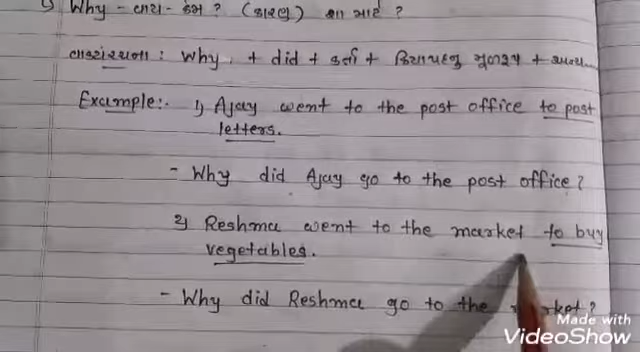 Why - વાય - કેમ ? (કારણ) શા માટે ?
વાક્યરચના : Why + did + કર્તા + ક્રિયાપદનુ મૂળરૂપ + અન્ય
Example :- 1) Ajay went to the post office to post
letters.
- Why did Ajay go to the post office ?
2) Reshma went to the market to buy
vegetables.
- Why did Reshma go to the market ?
Made with
VideoShow